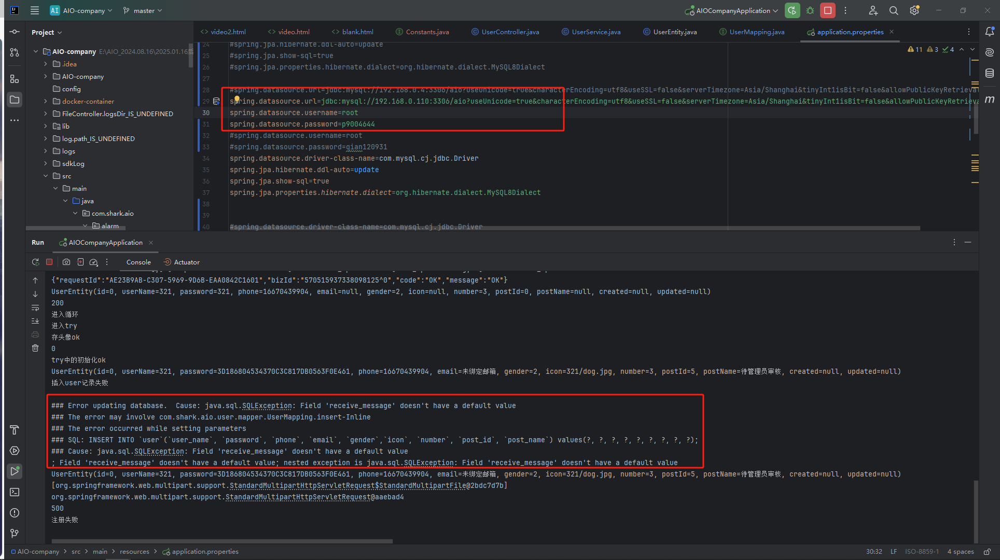 AI AIO-company master AIOCompanyApplication
Project
AIO-company E:\AIO_2024.08.16\2025.01.16
.idea
AIO-company
config
docker-container
FileController.logsDir_IS_UNDEFINED
lib
log.path_IS_UNDEFINED
logs
sdkLog
src
main
java
com.shark.aio
alarm
video2.html video.html blank.html Constants.java UserController.java UserService.java UserEntity.java UserMapping.java application.properties
11 3 4
24 #spring.jpa.hibernate.ddl-auto=update
25 #spring.jpa.show-sql=true
26 #spring.jpa.properties.hibernate.dialect=org.hibernate.dialect.MySQL8Dialect
27
28 #spring.datasource.url=jdbc:mysql://192.168.0.4:3306/aio?useUnicode=true&characterEncoding=utf8&useSSL=false&serverTimezone=Asia/Shanghai&tinyInt1isBit=false&allowPublicKeyRetrieva
29 spring.datasource.url=jdbc:mysql://192.168.0.110:3306/aio?useUnicode=true&characterEncoding=utf8&useSSL=false&serverTimezone=Asia/Shanghai&tinyInt1isBit=false&allowPublicKeyRetrieva
30 spring.datasource.username=root
31 spring.datasource.password=p9004644
32 #spring.datasource.username=root
33 #spring.datasource.password=qian120931
34 spring.datasource.driver-class-name=com.mysql.cj.jdbc.Driver
35 spring.jpa.hibernate.ddl-auto=update
36 spring.jpa.show-sql=true
37 spring.jpa.properties.hibernate.dialect=org.hibernate.dialect.MySQL8Dialect
38
39
40 #spring.datasource.driver-class-name=com.mysql.cj.jdbc.Driver
Run AIOCompanyApplication
Console Actuator
{"requestId":"AE23B9AB-C307-5969-9D6B-EAA0842C1601","bizId":"570515937338098125^0","code":"OK","message":"OK"}
UserEntity(id=0, userName=321, password=321, phone=16670439904, email=null, gender=2, icon=null, number=3, postId=0, postName=null, created=null, updated=null)
200
进入循环
进入try
存头像ok
0
try中的初始化ok
UserEntity(id=0, userName=321, password=3D186804534370C3C817DB0563F0E461, phone=16670439904, email=未绑定邮箱, gender=2, icon=321/dog.jpg, number=3, postId=5, postName=待管理员审核, created=null, updated=null)
插入user记录失败
### Error updating database.  Cause: java.sql.SQLException: Field 'receive_message' doesn't have a default value
### The error may involve com.shark.aio.user.mapper.UserMapping.insert-Inline
### The error occurred while setting parameters
### SQL: INSERT INTO `user`(`user_name`, `password`, `phone`, `email`, `gender`,`icon`, `number`, `post_id`, `post_name`) values(?, ?, ?, ?, ?, ?, ?, ?, ?);
### Cause: java.sql.SQLException: Field 'receive_message' doesn't have a default value
; Field 'receive_message' doesn't have a default value; nested exception is java.sql.SQLException: Field 'receive_message' doesn't have a default value
UserEntity(id=0, userName=321, password=3D186804534370C3C817DB0563F0E461, phone=16670439904, email=未绑定邮箱, gender=2, icon=321/dog.jpg, number=3, postId=5, postName=待管理员审核, created=null, updated=null)
[org.springframework.web.multipart.support.StandardMultipartHttpServletRequest$StandardMultipartFile@2bdc7d7b]
org.springframework.web.multipart.support.StandardMultipartHttpServletRequest@aaebad4
500
注册失败
AIO-company > src > main > resources > application.properties 30:32 LF ISO-8859-1 4 spaces